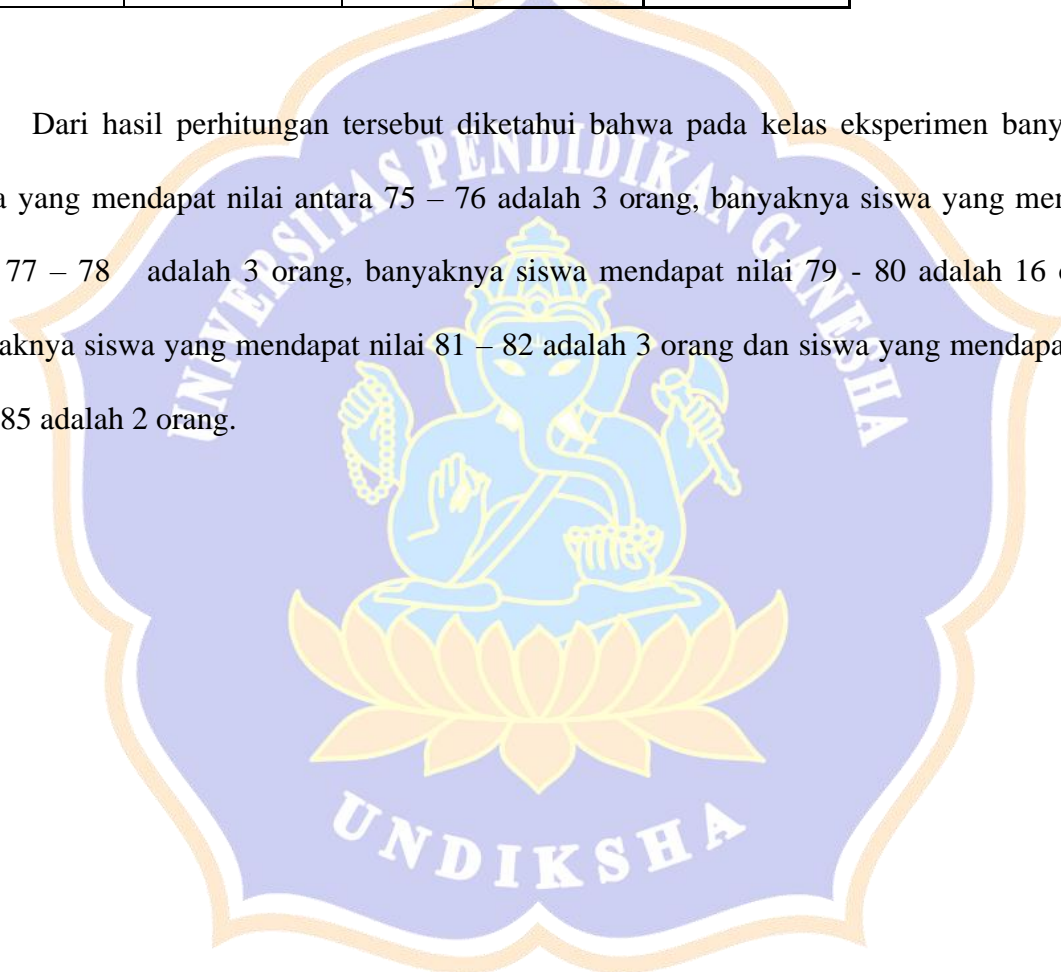 Dari hasil perhitungan tersebut diketahui bahwa pada kelas eksperimen bany
a yang mendapat nilai antara 75 – 76 adalah 3 orang, banyaknya siswa yang men
77 – 78 adalah 3 orang, banyaknya siswa mendapat nilai 79 - 80 adalah 16
aknya siswa yang mendapat nilai 81 – 82 adalah 3 orang dan siswa yang mendapa
85 adalah 2 orang.
UNIVERSITAS PENDIDIKAN GANESHA
UNDIKSHA